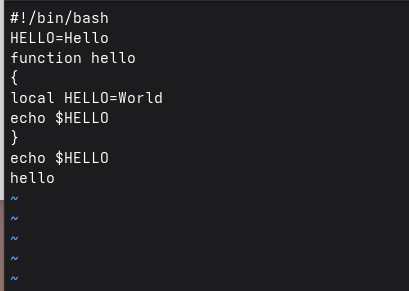 #!/bin/bash
HELLO=Hello
function hello
{
local HELLO=World
echo $HELLO
}
echo $HELLO
hello
~
~
~
~
~